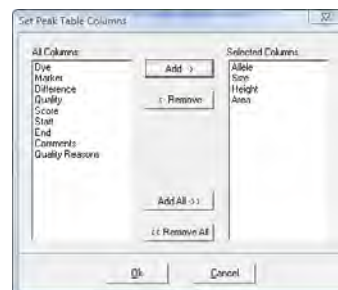 Set Peak Table Columns
All Columns:
Dye
Marker
Difference
Quality
Score
Start
End
Comments
Quality Reasons
Add >
< Remove
Add All >>
<< Remove All
Selected Columns
Allele
Size
Height
Area
Ok
Cancel